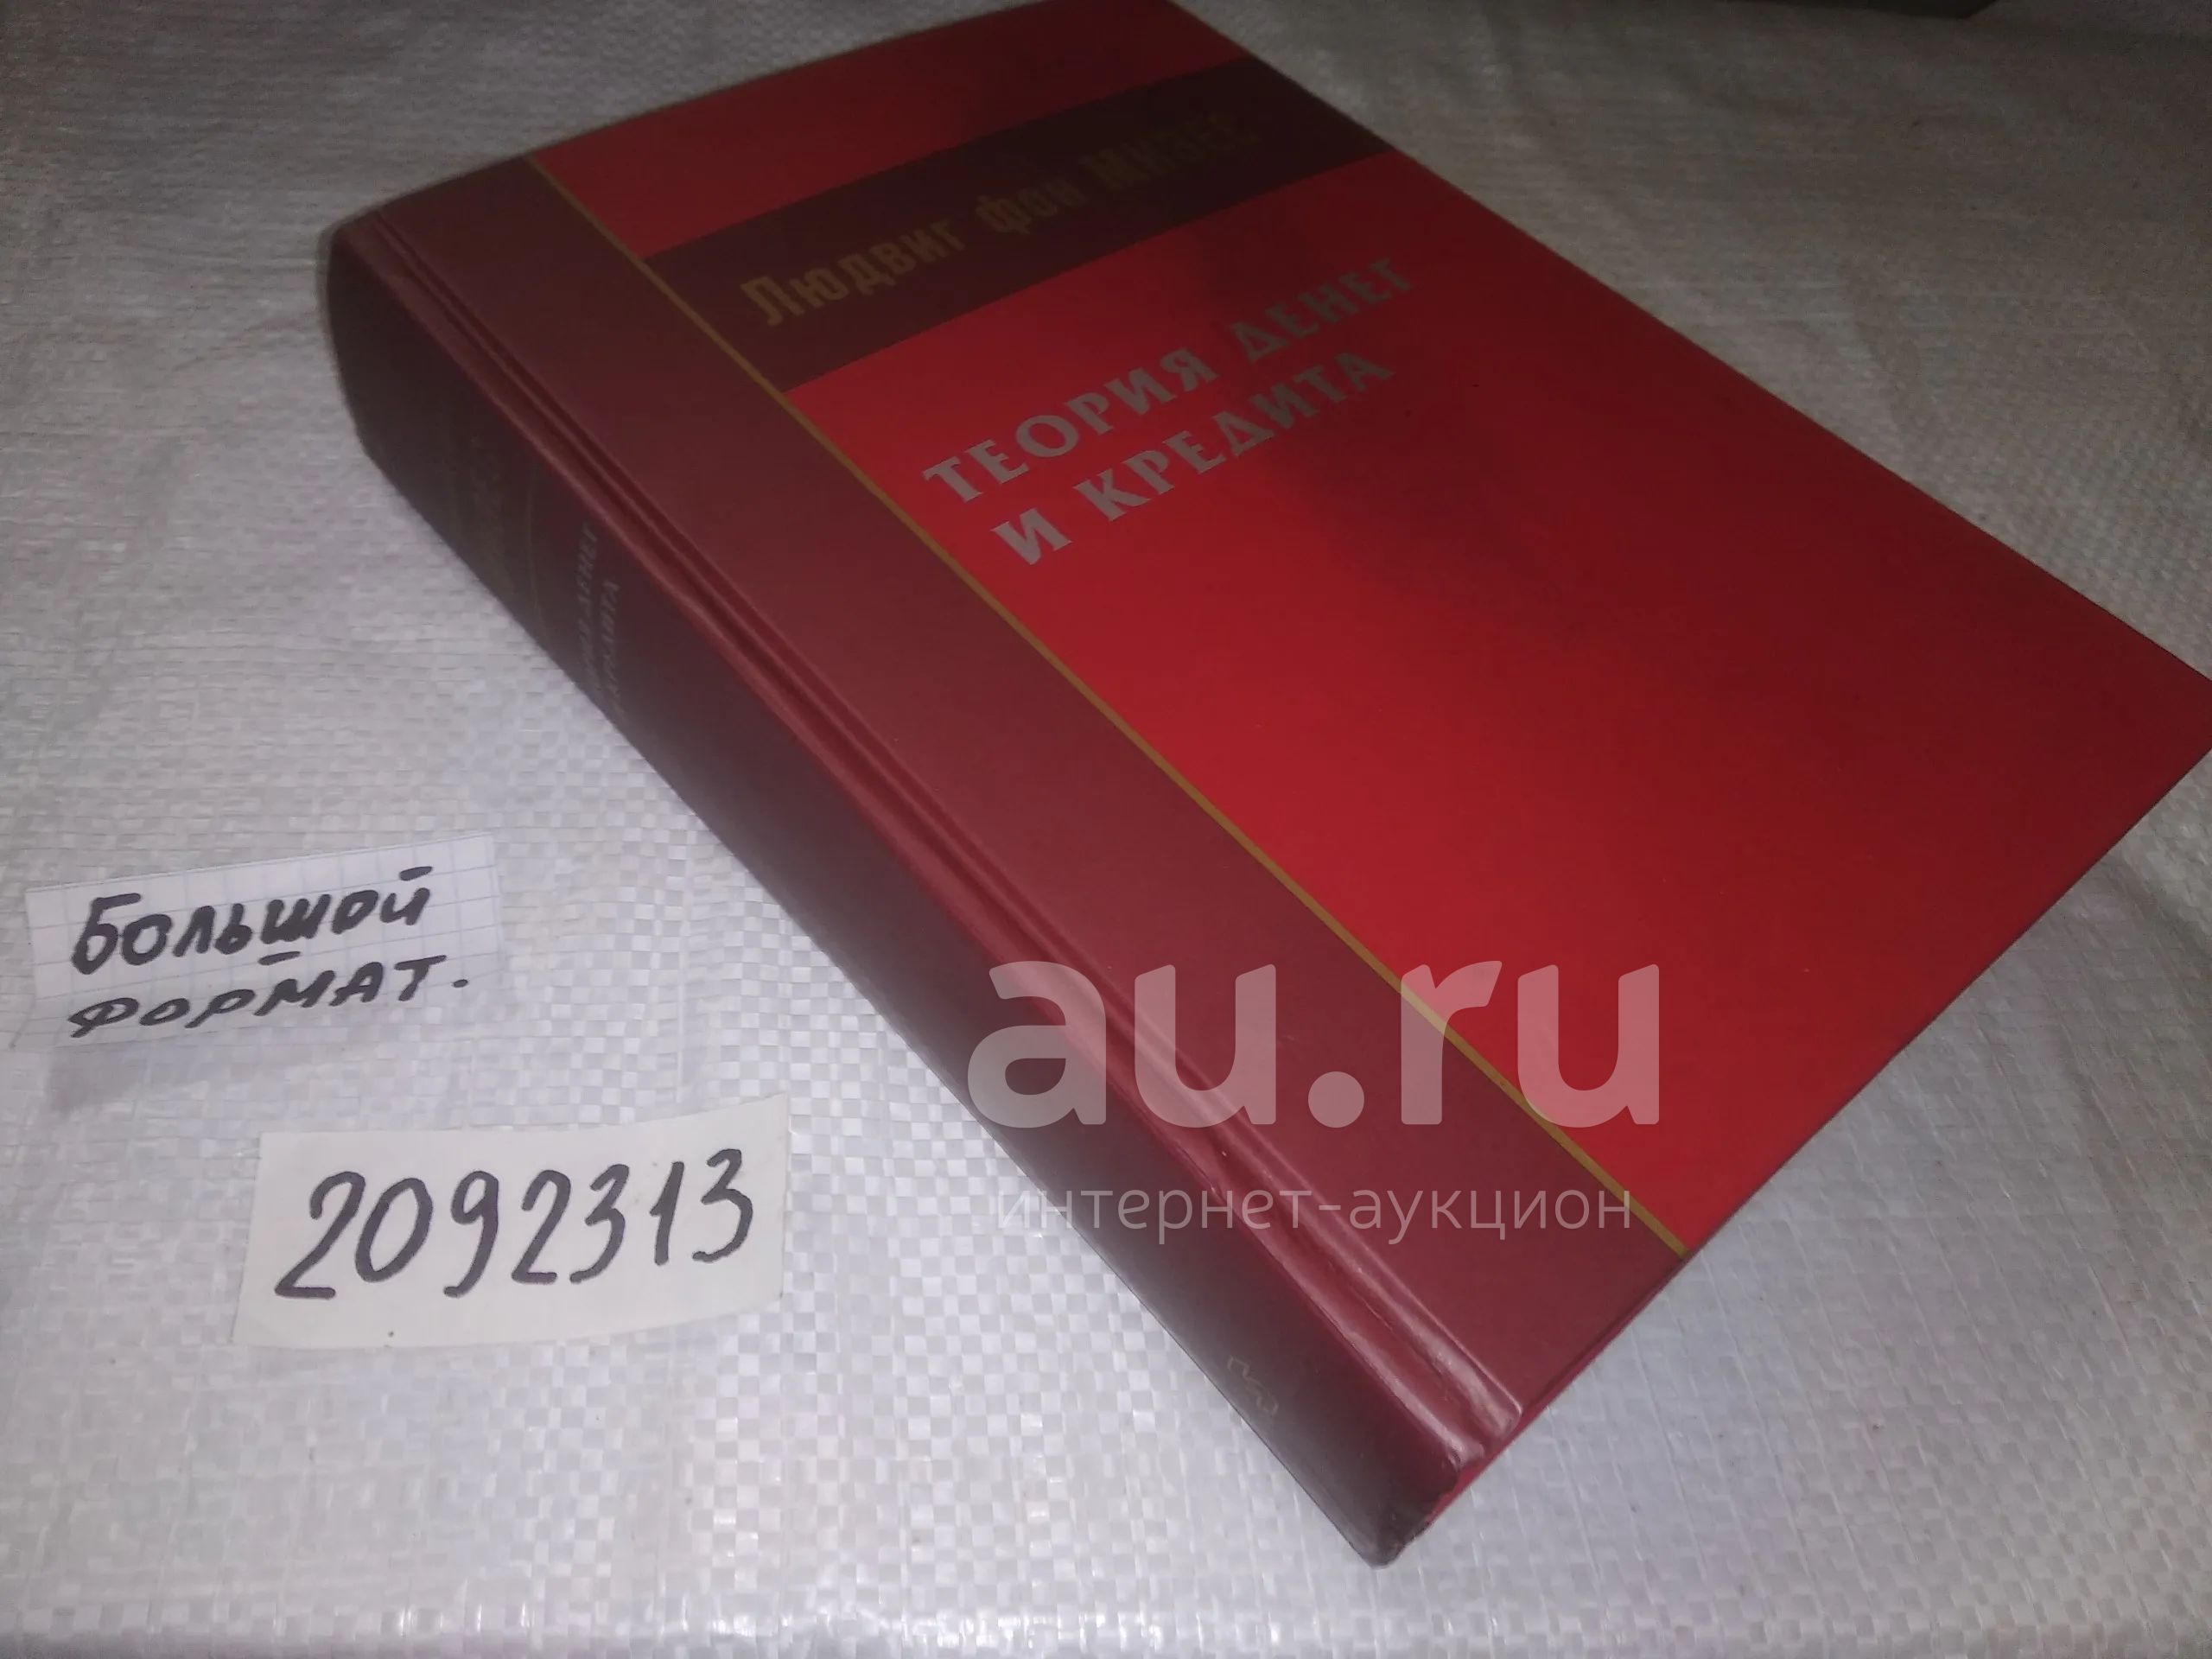 Людвиг фон МИЗЕС
ТЕОРИЯ ДЕНЕГ
И КРЕДИТА
БОЛЬШОЙ
ФОРМАТ.
2092313
au.ru
интернет-аукцион